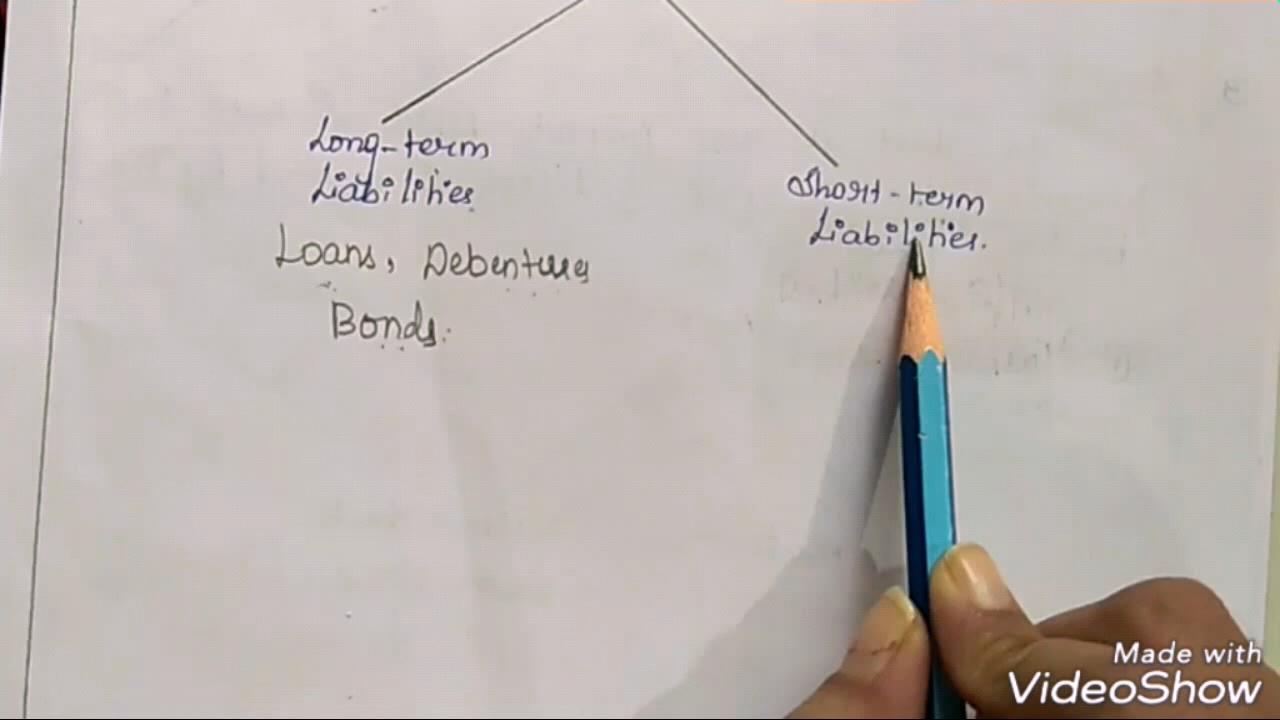 Long-term
Liabilities
Loans, Debentures
Bonds.
Short-term
Liabilities.
Made with
VideoShow